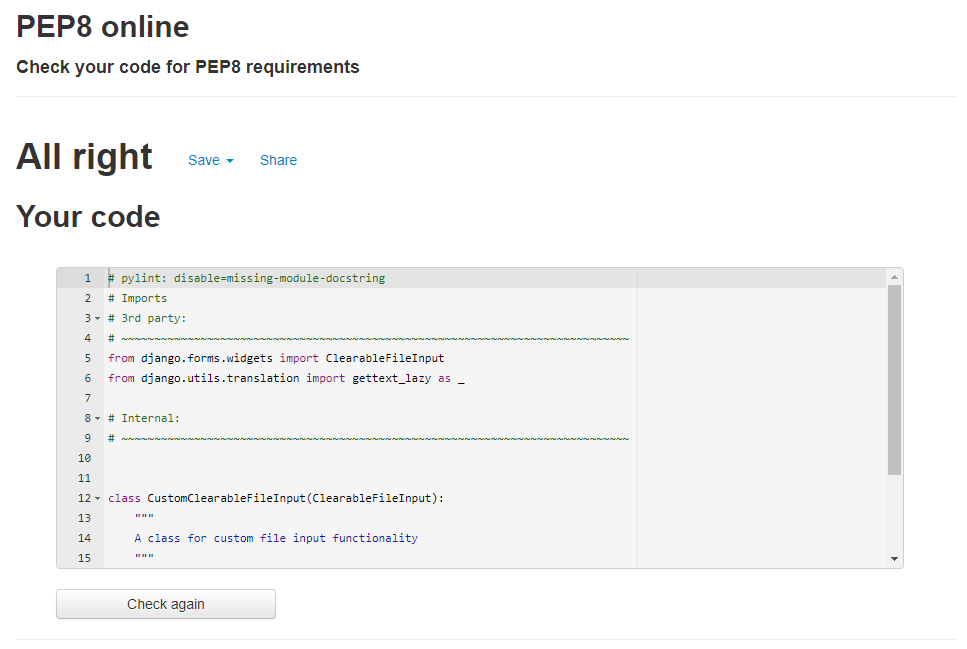 PEP8 online
Check your code for PEP8 requirements
All right Save Share
Your code
1 # pylint: disable=missing-module-docstring
2 # Imports
3 # 3rd party:
4 # ~~~~~~~~~~~~~~~~~~~~~~~~~~~~~~~~~~~~~~~~~~~~~~~~~~~~~~~~~~~~~~~~~~~~~~~~~~~~~
5 from django.forms.widgets import ClearableFileInput
6 from django.utils.translation import gettext_lazy as _
7
8 # Internal:
9 # ~~~~~~~~~~~~~~~~~~~~~~~~~~~~~~~~~~~~~~~~~~~~~~~~~~~~~~~~~~~~~~~~~~~~~~~~~~~~~
10
11
12 class CustomClearableFileInput(ClearableFileInput):
13     """
14     A class for custom file input functionality
15     """
Check again